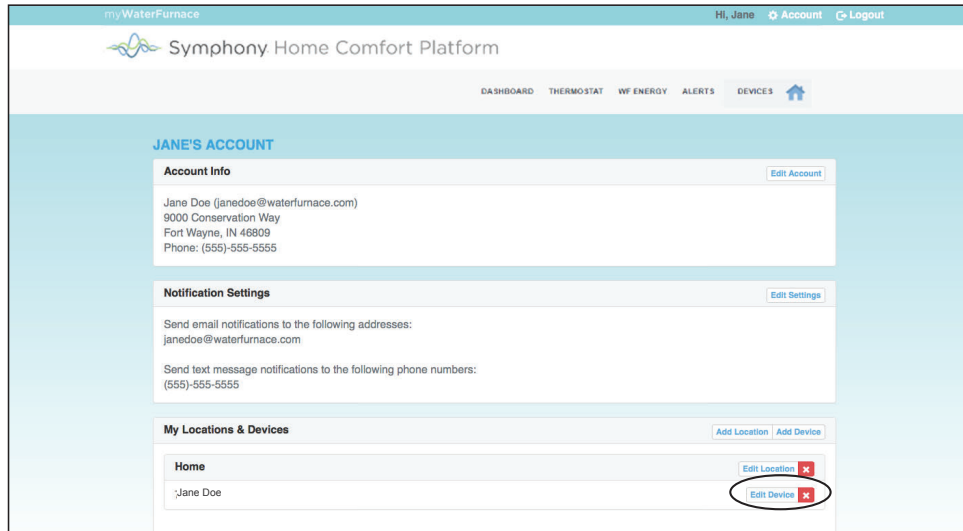 myWaterFurnace Hi, Jane Account Logout
Symphony Home Comfort Platform
DASHBOARD THERMOSTAT WF ENERGY ALERTS DEVICES
JANE'S ACCOUNT
Account Info Edit Account
Jane Doe (janedoe@waterfurnace.com)
9000 Conservation Way
Fort Wayne, IN 46809
Phone: (555)-555-5555
Notification Settings Edit Settings
Send email notifications to the following addresses:
janedoe@waterfurnace.com
Send text message notifications to the following phone numbers:
(555)-555-5555
My Locations & Devices Add Location Add Device
Home Edit Location ×
;Jane Doe Edit Device ×